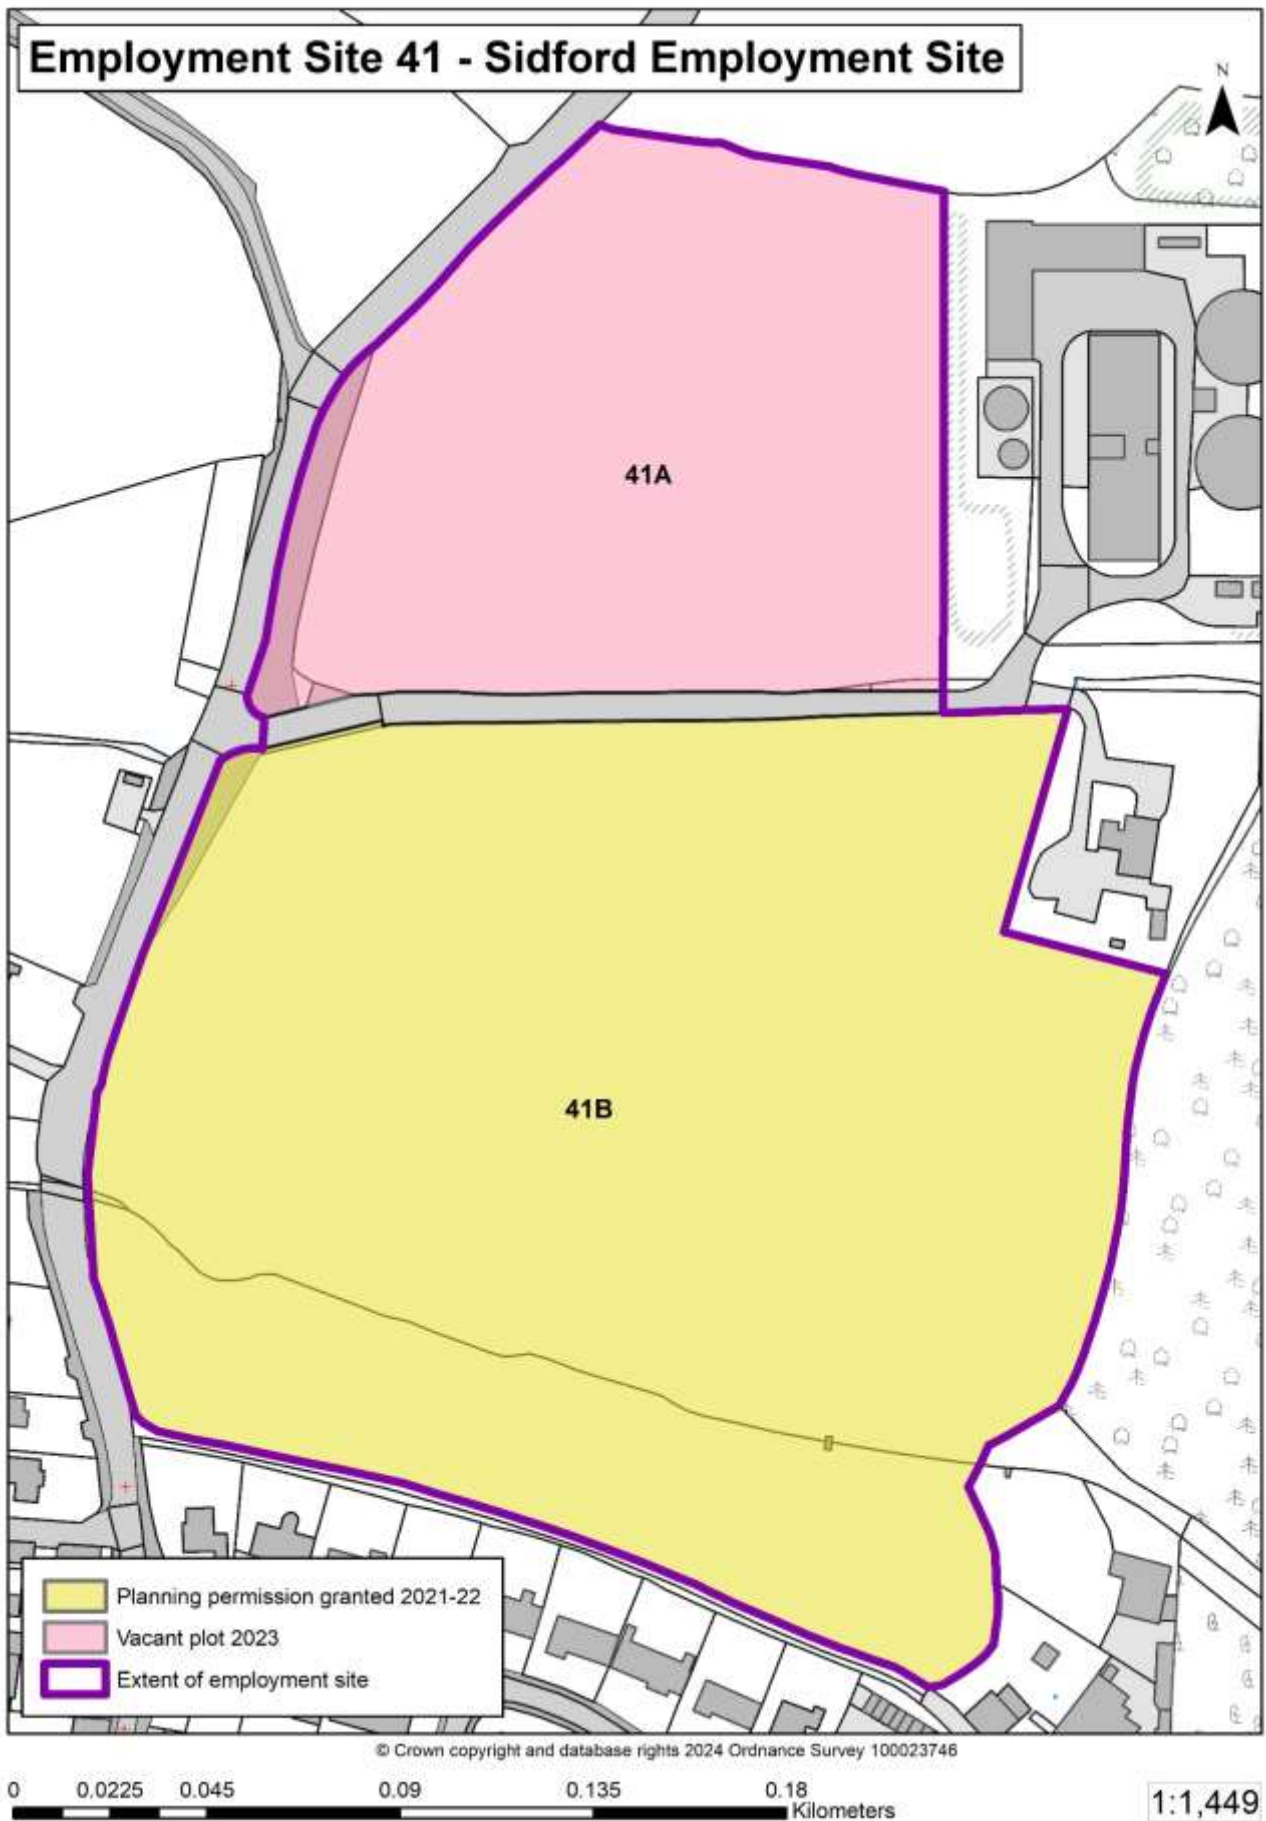 Employment Site 41 - Sidford Employment Site
N
41A
41B
Planning permission granted 2021-22
Vacant plot 2023
Extent of employment site
© Crown copyright and database rights 2024 Ordnance Survey 100023746
0 0.0225 0.045 0.09 0.135 0.18
Kilometers
1:1,449